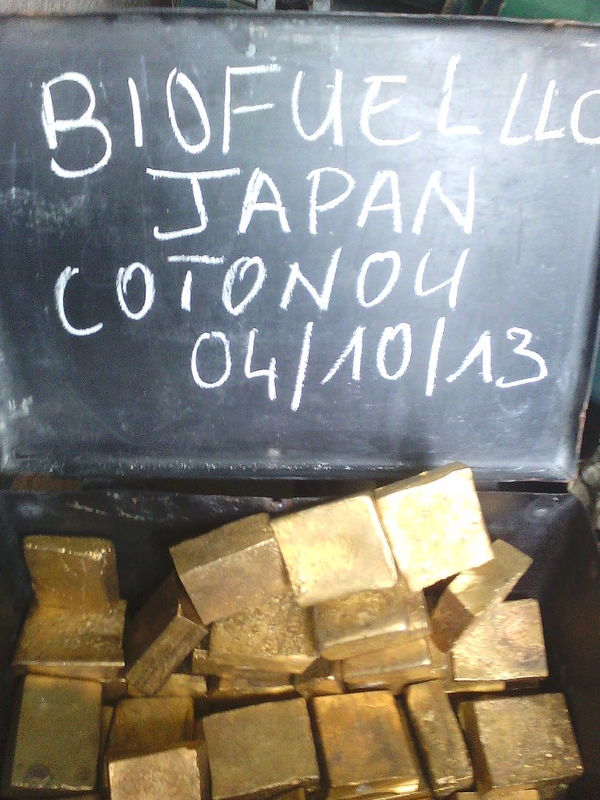 BIOFUEL LLC
JAPAN
COTONOU
04/10/13